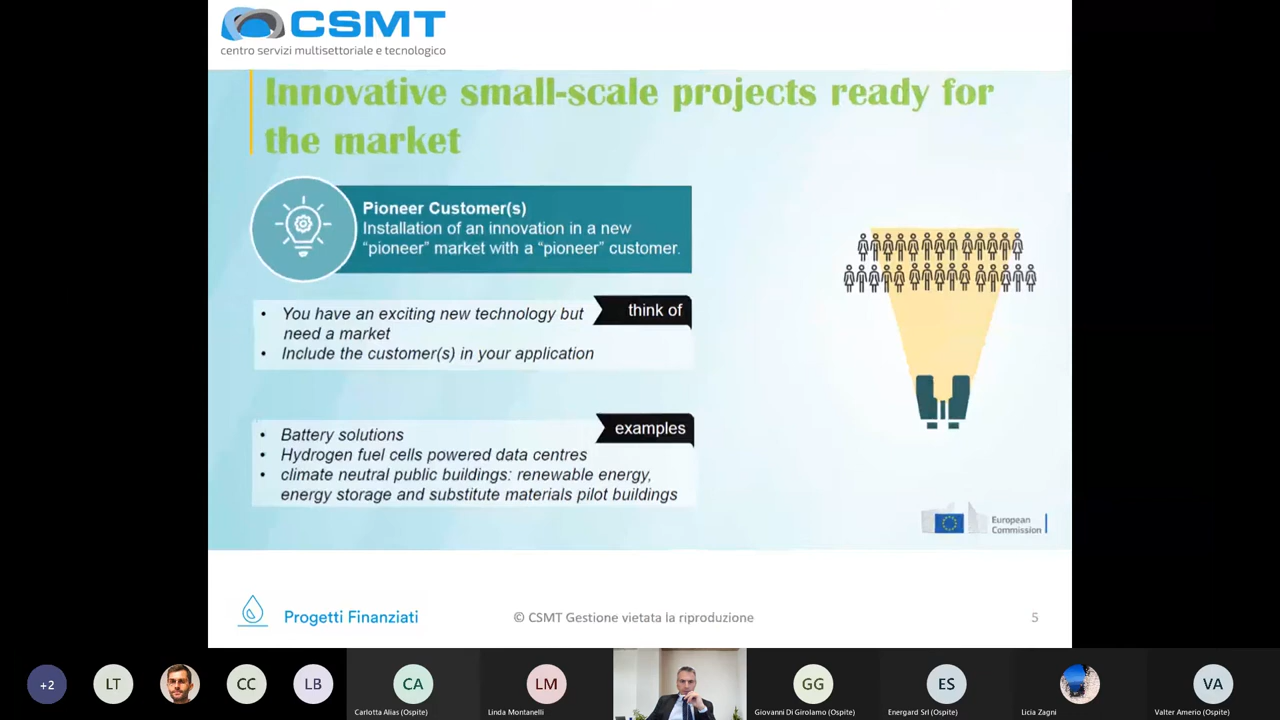 CSMT
centro servizi multisettoriale e tecnologico
Innovative small-scale projects ready for
the market
Pioneer Customer(s)
Installation of an innovation in a new
“pioneer” market with a “pioneer” customer.
think of
• You have an exciting new technology but
need a market
• Include the customer(s) in your application
examples
• Battery solutions
• Hydrogen fuel cells powered data centres
• climate neutral public buildings: renewable energy,
energy storage and substitute materials pilot buildings
European
Commission
Progetti Finanziati
© CSMT Gestione vietata la riproduzione
5
+2
LT
CC
LB
CA
Carlotta Alias (Ospite)
LM
Linda Montanelli
GG
Giovanni Di Girolamo (Ospite)
ES
Energard Srl (Ospite)
Licia Zagni
VA
Valter Amerio (Ospite)